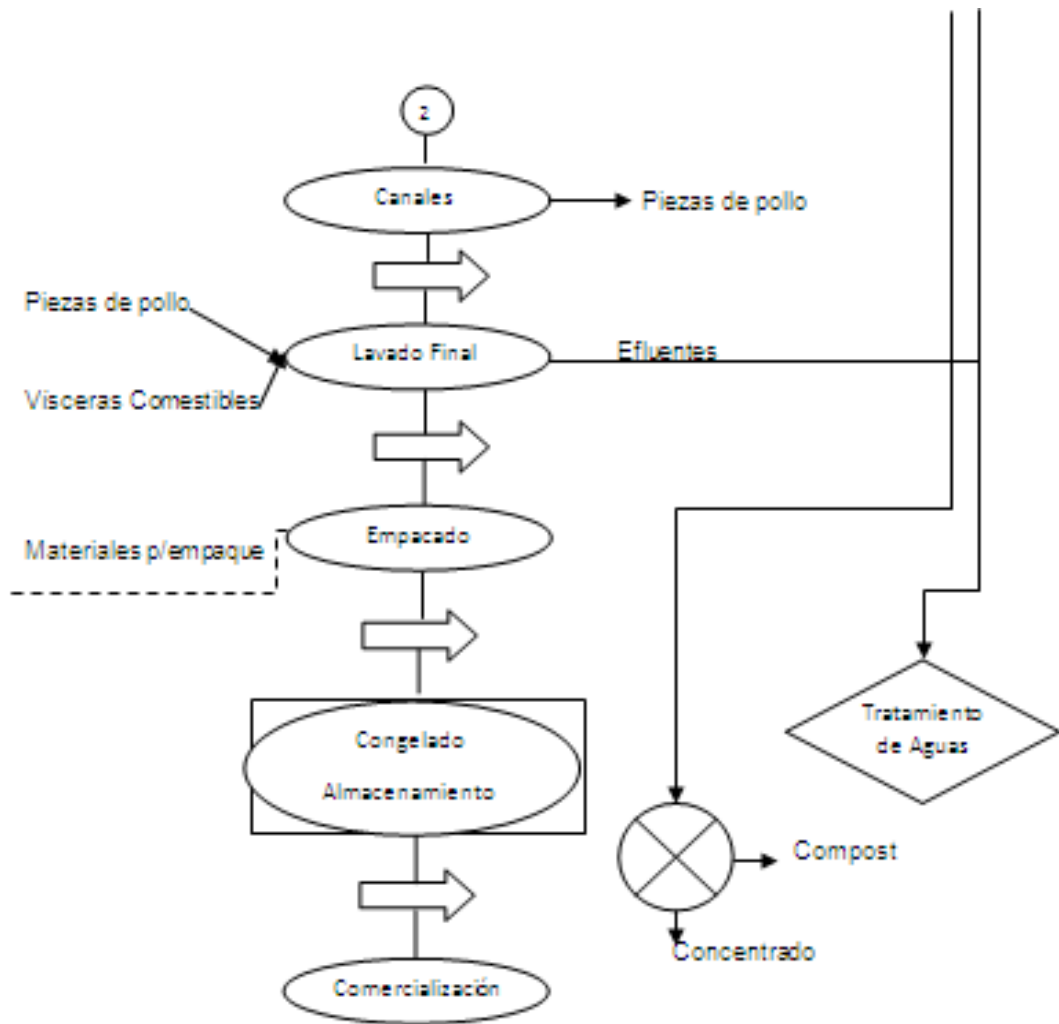 2
Canales
Piezas de pollo
Piezas de pollo
Lavado Final
Efluentes
Vísceras Comestibles
Empacado
Materiales p/empaque
Congelado
Almacenamiento
Tratamiento
de Aguas
Compost
Concentrado
Comercialización